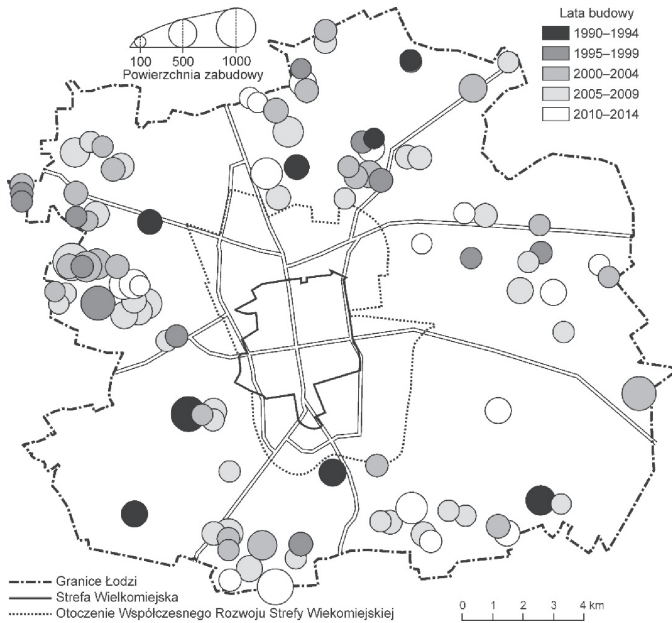 100 500 1000
Powierzchnia zabudowy
Lata budowy
1990–1994
1995–1999
2000–2004
2005–2009
2010–2014
Granice Łodzi
Strefa Wielkomiejska
Otoczenie Współczesnego Rozwoju Strefy Wiekomiejskiej
0 1 2 3 4 km